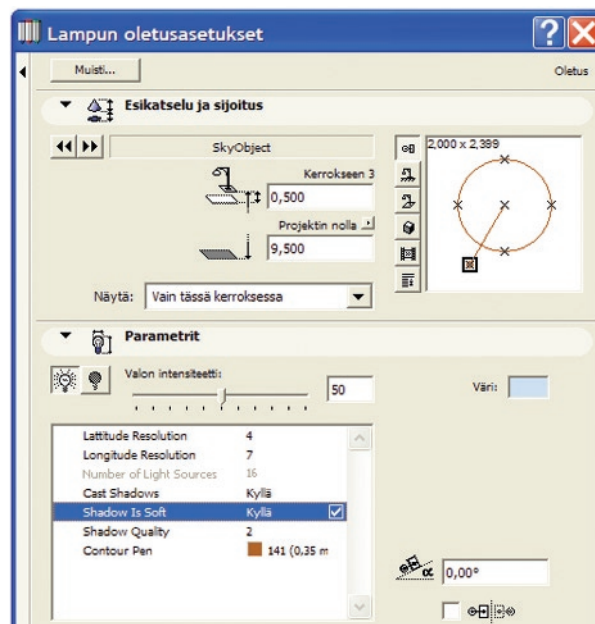 Lampun oletusasetukset
Muisti...
Oletus
Esikatselu ja sijoitus
SkyObject
Kerrokseen 3
0,500
Projektin nolla
9,500
2,000 x 2,399
Näytä: Vain tässä kerroksessa
Parametrit
Valon intensiteetti:
50
Väri:
Lattitude Resolution 4
Longitude Resolution 7
Number of Light Sources 16
Cast Shadows Kyllä
Shadow Is Soft Kyllä
Shadow Quality 2
Contour Pen 141 (0,35 m
α 0,00°